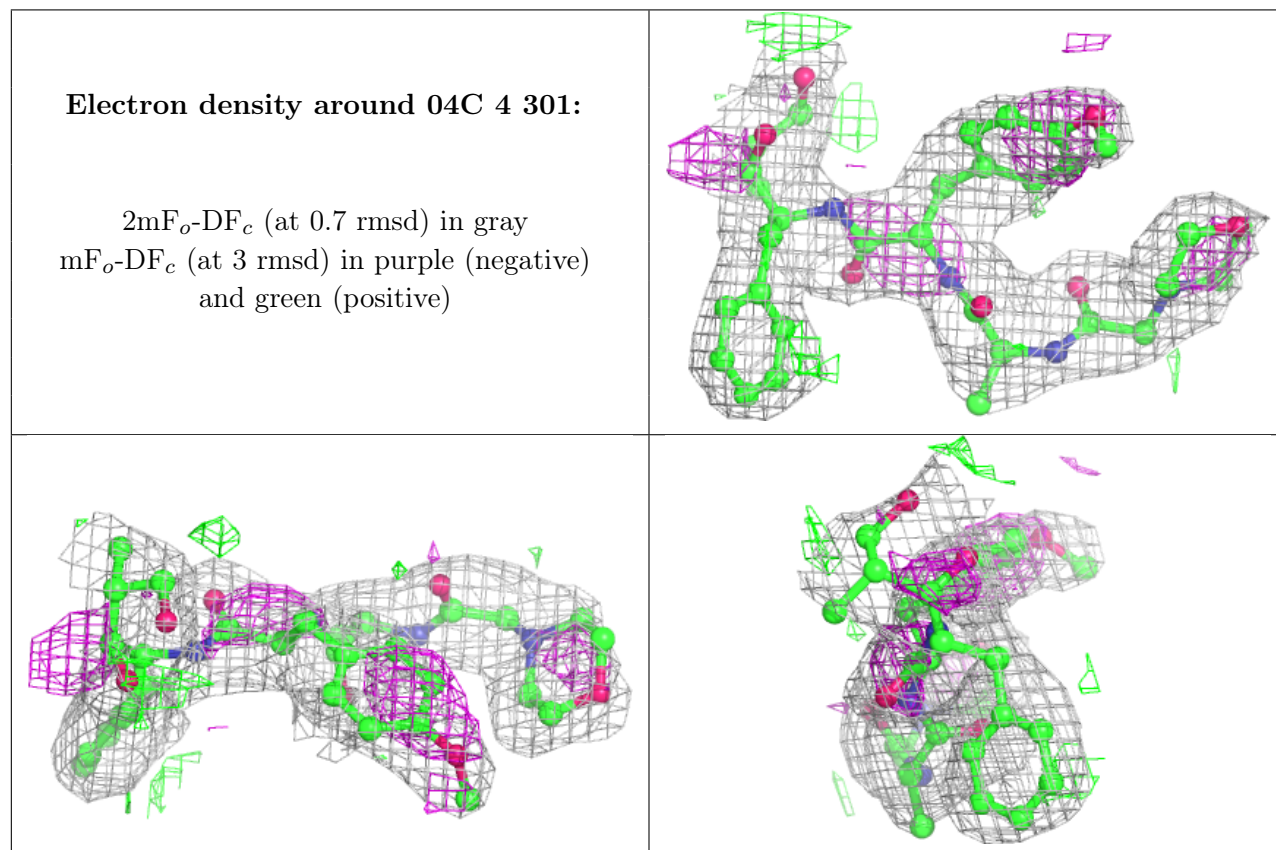 Electron density around 04C 4 301:
2mFₒ-DF𝒸 (at 0.7 rmsd) in gray
mFₒ-DF𝒸 (at 3 rmsd) in purple (negative)
and green (positive)